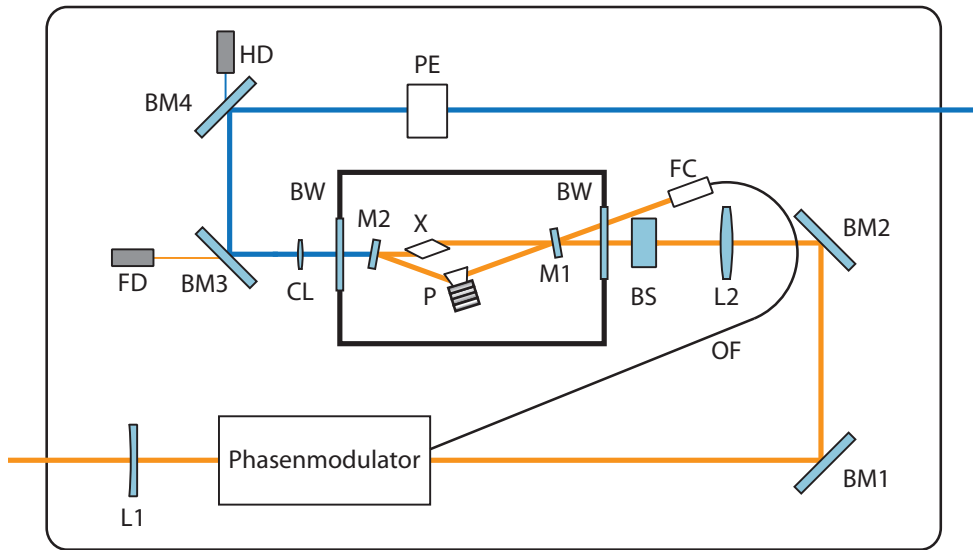 HD
PE
BM4
BW
BW
FC
M2
X
BM2
FD
BM3
CL
P
M1
BS
L2
OF
Phasenmodulator
BM1
L1